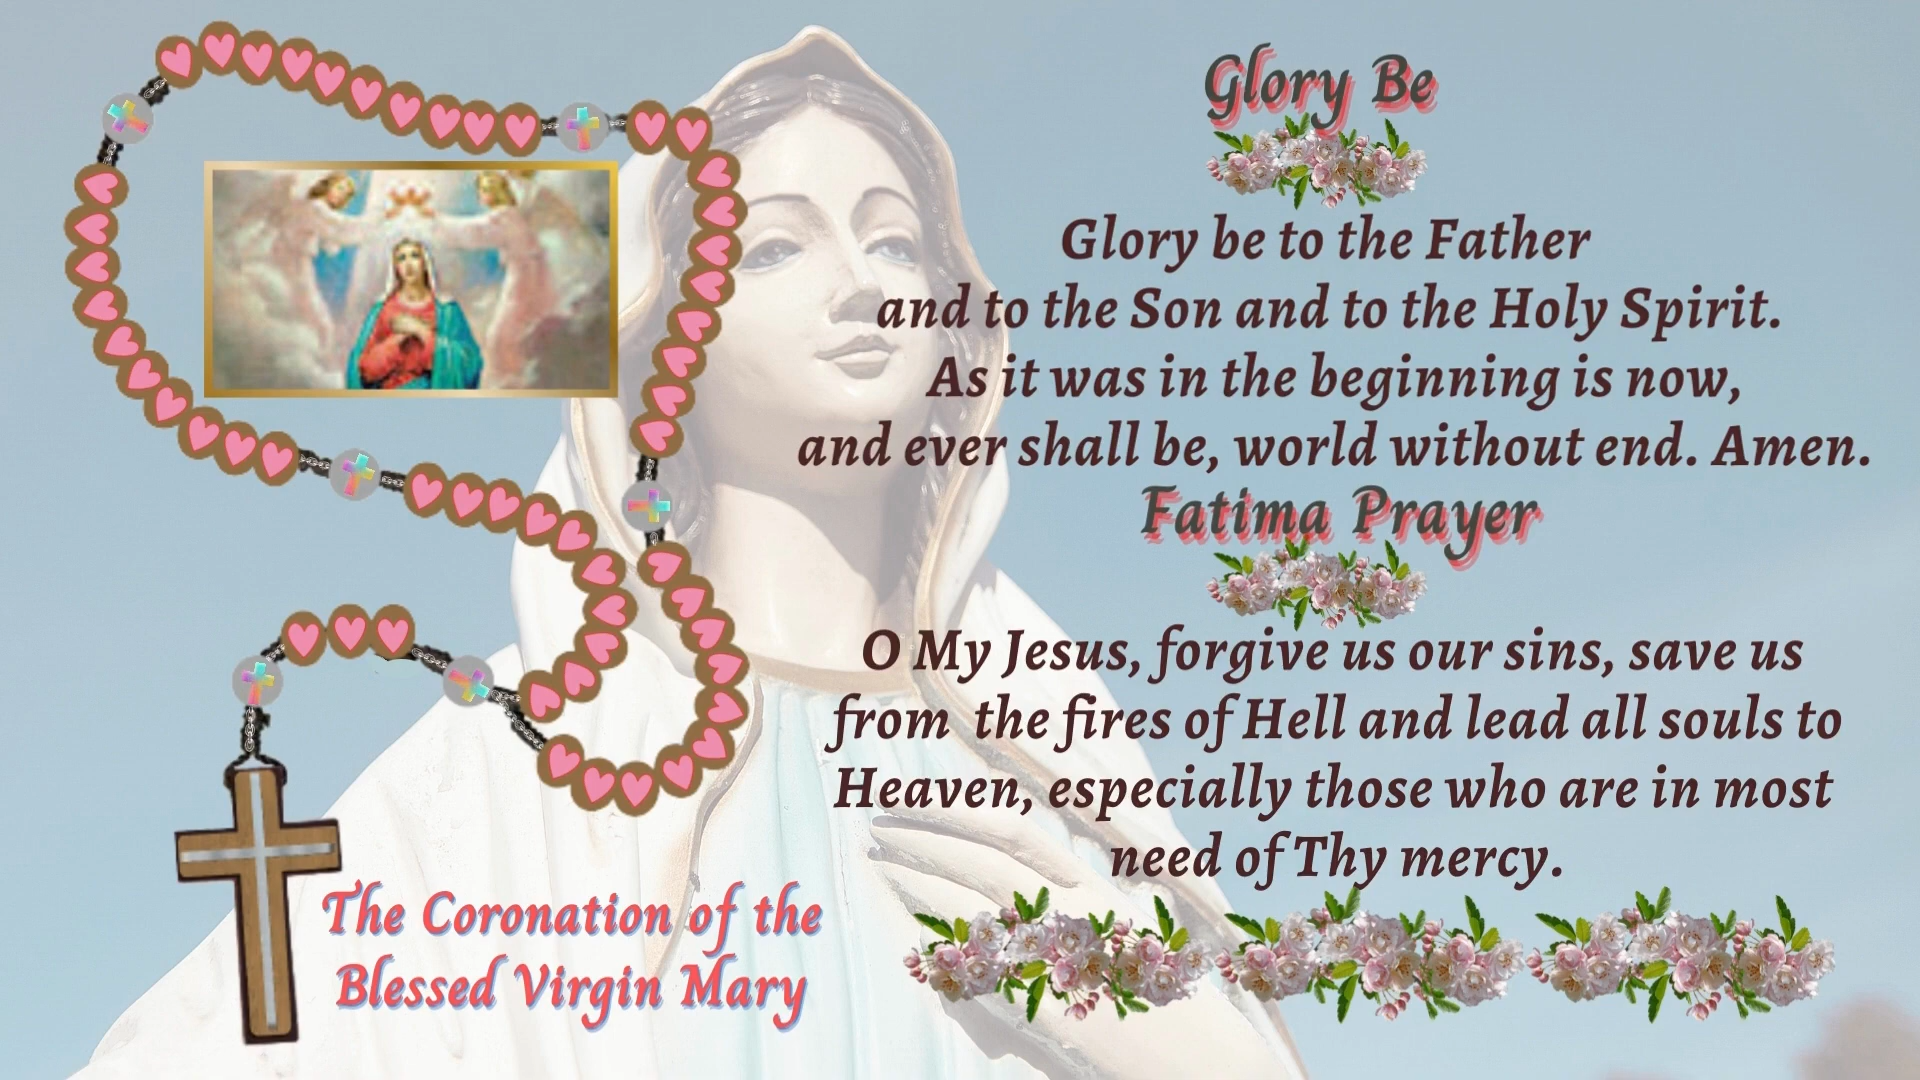 Glory Be
Glory be to the Father
and to the Son and to the Holy Spirit.
As it was in the beginning is now,
and ever shall be, world without end. Amen.
Fatima Prayer
O My Jesus, forgive us our sins, save us
from the fires of Hell and lead all souls to
Heaven, especially those who are in most
need of Thy mercy.
The Coronation of the
Blessed Virgin Mary